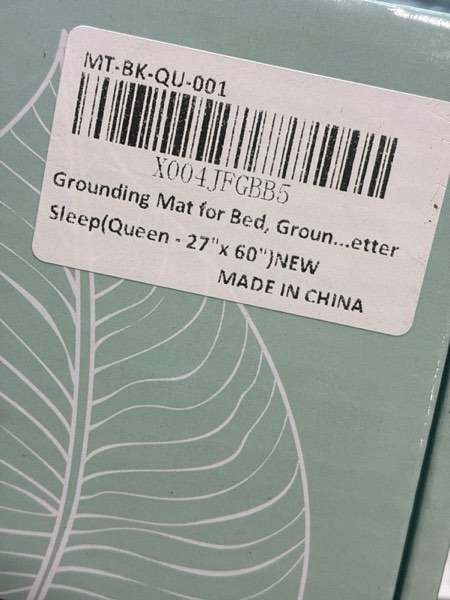 MT-BK-QU-001
X004JFGBB5
Grounding Mat for Bed, Groun...etter
Sleep(Queen - 27"x 60")NEW
MADE IN CHINA